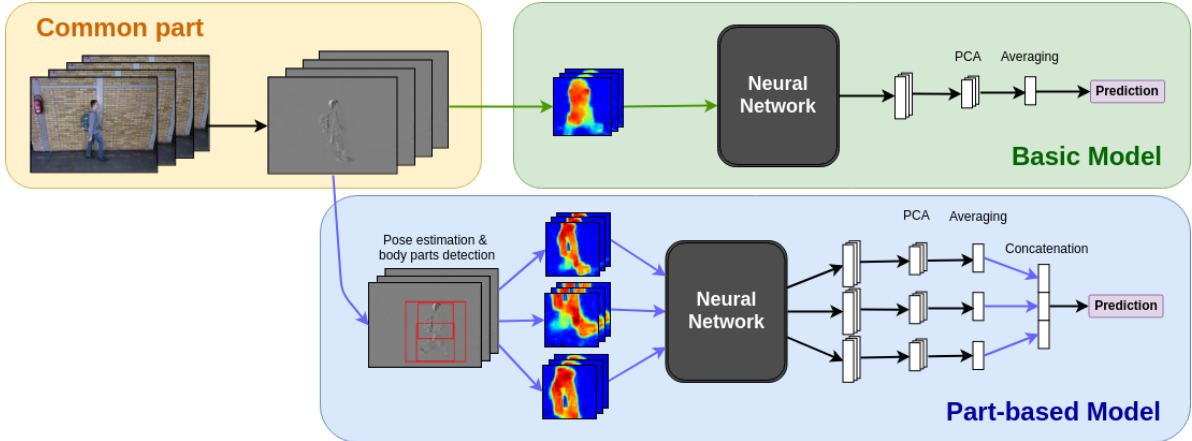 Common part
PCA
Averaging
Neural
Network
Prediction
Basic Model
Pose estimation &
body parts detection
PCA
Averaging
Concatenation
Neural
Network
Prediction
Part-based Model